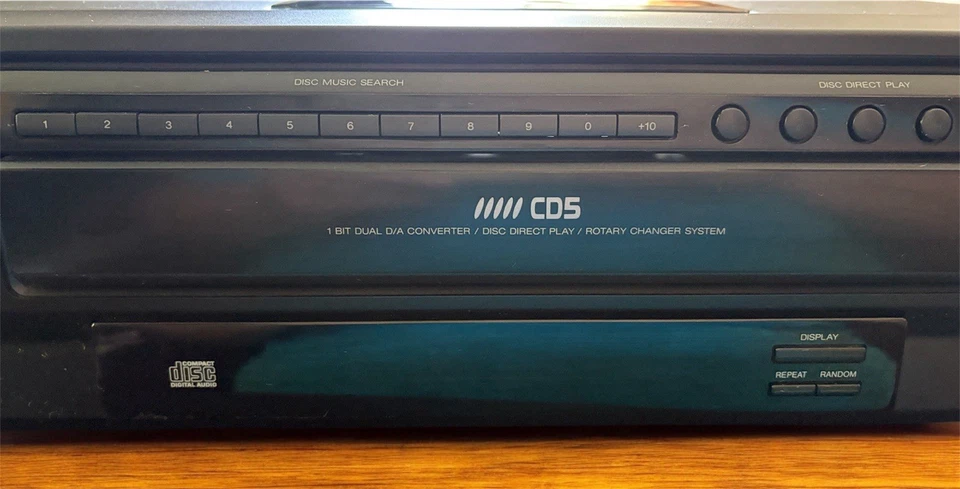 DISC MUSIC SEARCH
DISC DIRECT PLAY
1 2 3 4 5 6 7 8 9 0 +10
CD5
1 BIT DUAL D/A CONVERTER / DISC DIRECT PLAY / ROTARY CHANGER SYSTEM
DISPLAY
COMPACT
disc
DIGITAL AUDIO
REPEAT RANDOM